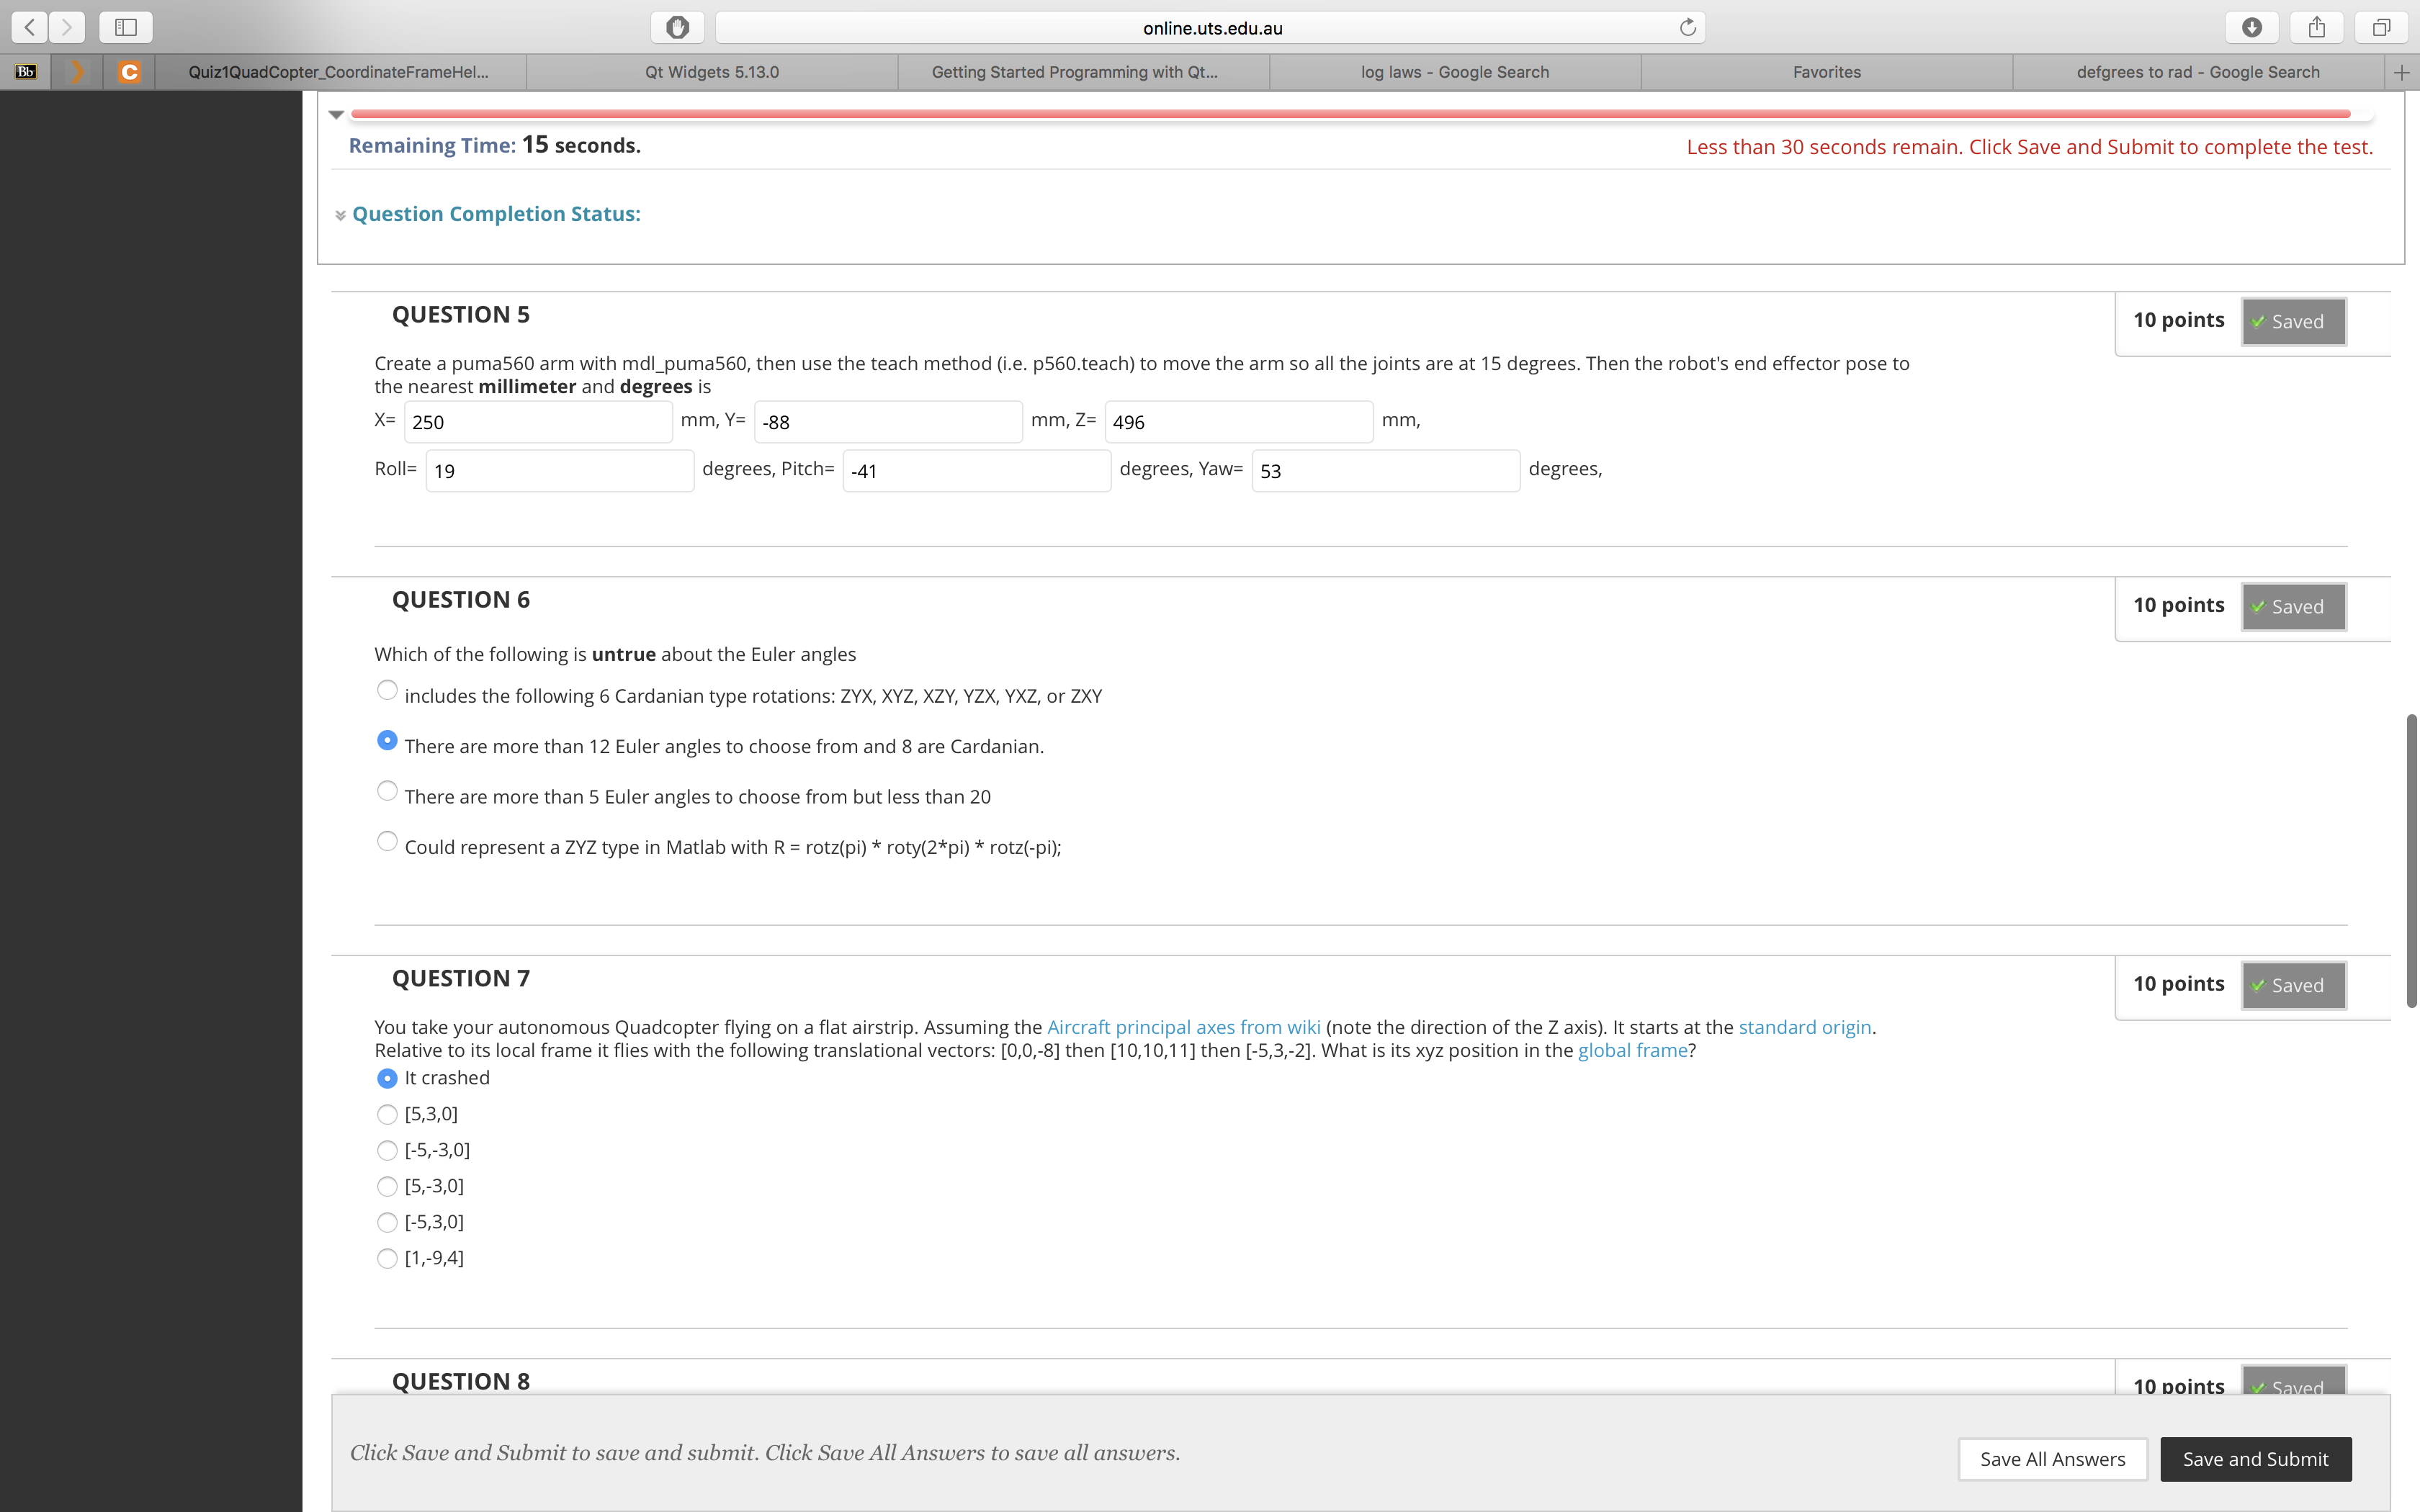 online.uts.edu.au
Bb
C
Quiz1QuadCopter_CoordinateFrameHel...
Qt Widgets 5.13.0
Getting Started Programming with Qt...
log laws - Google Search
Favorites
defgrees to rad - Google Search
Remaining Time: 15 seconds.
Less than 30 seconds remain. Click Save and Submit to complete the test.
Question Completion Status:
QUESTION 5
10 points
Saved
Create a puma560 arm with mdl_puma560, then use the teach method (i.e. p560.teach) to move the arm so all the joints are at 15 degrees. Then the robot's end effector pose to
the nearest millimeter and degrees is
X= 250 mm, Y= -88 mm, Z= 496 mm,
Roll= 19 degrees, Pitch= -41 degrees, Yaw= 53 degrees,
QUESTION 6
10 points
Saved
Which of the following is untrue about the Euler angles
includes the following 6 Cardanian type rotations: ZYX, XYZ, XZY, YZX, YXZ, or ZXY
There are more than 12 Euler angles to choose from and 8 are Cardanian.
There are more than 5 Euler angles to choose from but less than 20
Could represent a ZYZ type in Matlab with R = rotz(pi) * roty(2*pi) * rotz(-pi);
QUESTION 7
10 points
Saved
You take your autonomous Quadcopter flying on a flat airstrip. Assuming the Aircraft principal axes from wiki (note the direction of the Z axis). It starts at the standard origin.
Relative to its local frame it flies with the following translational vectors: [0,0,-8] then [10,10,11] then [-5,3,-2]. What is its xyz position in the global frame?
It crashed
[5,3,0]
[-5,-3,0]
[5,-3,0]
[-5,3,0]
[1,-9,4]
QUESTION 8
10 points
Saved
Click Save and Submit to save and submit. Click Save All Answers to save all answers.
Save All Answers
Save and Submit